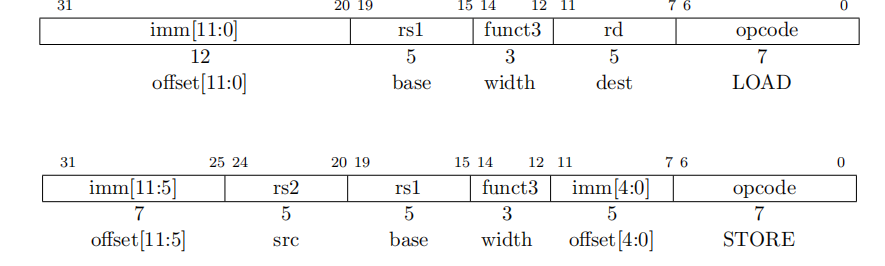 31 20 19 15 14 12 11 7 6 0
imm[11:0] rs1 funct3 rd opcode
12 5 3 5 7
offset[11:0] base width dest LOAD
31 25 24 20 19 15 14 12 11 7 6 0
imm[11:5] rs2 rs1 funct3 imm[4:0] opcode
7 5 5 3 5 7
offset[11:5] src base width offset[4:0] STORE